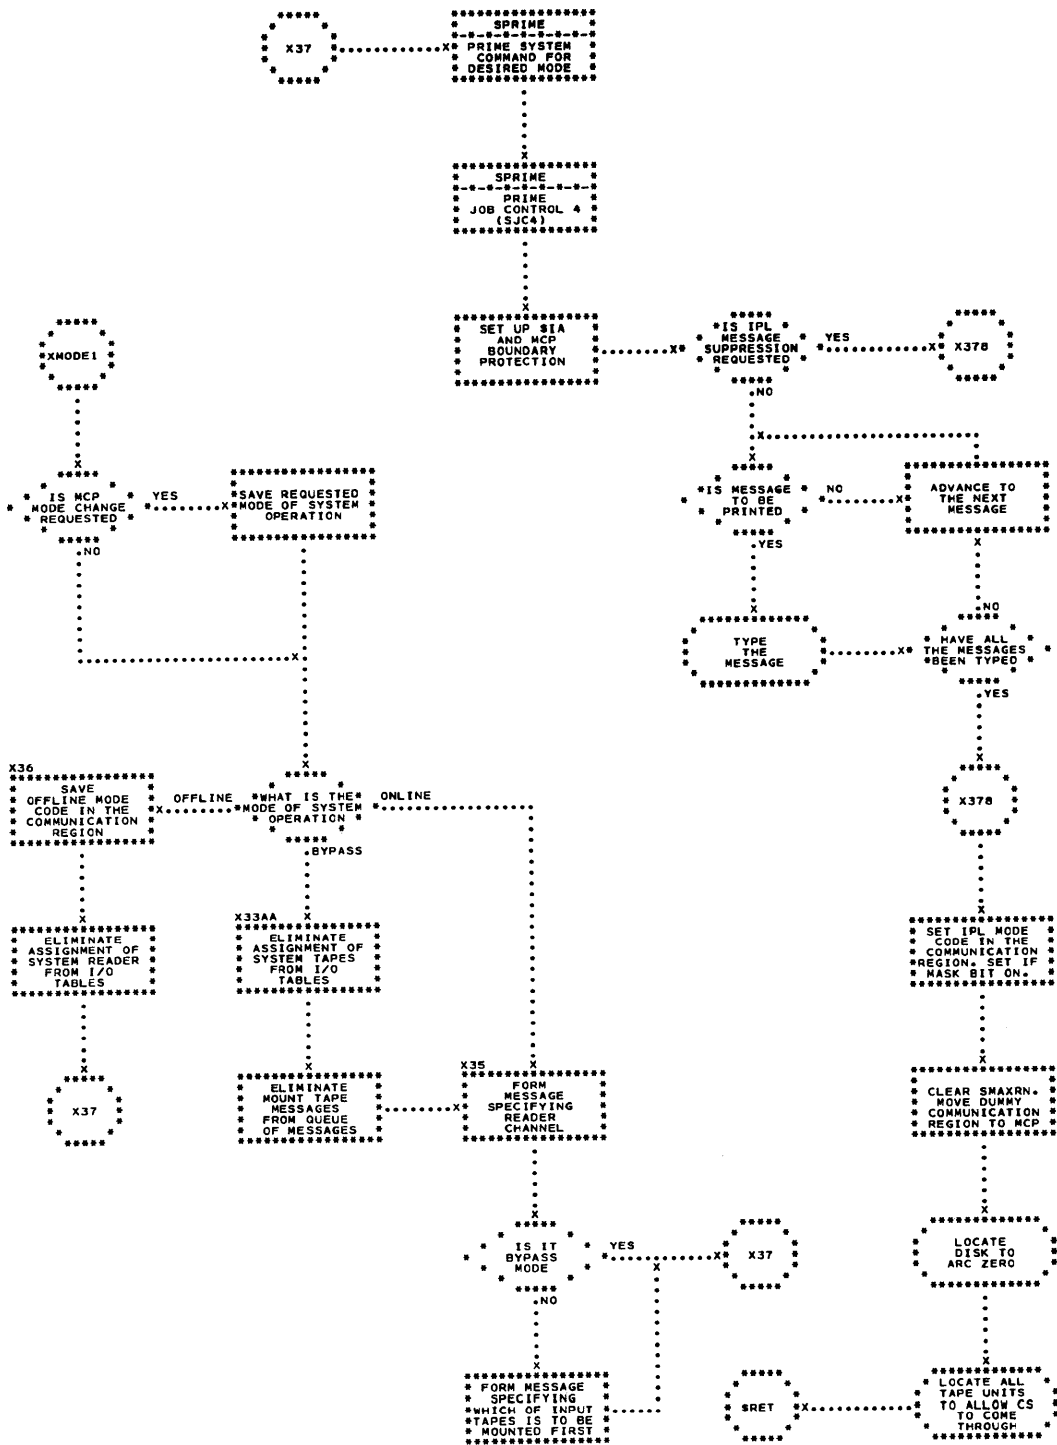 X37
SPRIME
PRIME SYSTEM
COMMAND FOR
DESIRED MODE
SPRIME
PRIME
JOB CONTROL 4
(SJC4)
XMODE1
SET UP $IA
AND MCP
BOUNDARY
PROTECTION
IS IPL
MESSAGE
SUPPRESSION
REQUESTED
YES
X378
NO
IS MCP
MODE CHANGE
REQUESTED
YES
SAVE REQUESTED
MODE OF SYSTEM
OPERATION
NO
IS MESSAGE
TO BE
PRINTED
NO
ADVANCE TO
THE NEXT
MESSAGE
YES
NO
TYPE
THE
MESSAGE
HAVE ALL
THE MESSAGES
BEEN TYPED
YES
X36
SAVE
OFFLINE MODE
CODE IN THE
COMMUNICATION
REGION
OFFLINE
WHAT IS THE
MODE OF SYSTEM
OPERATION
ONLINE
BYPASS
X378
ELIMINATE
ASSIGNMENT OF
SYSTEM READER
FROM I/O
TABLES
X33AA
ELIMINATE
ASSIGNMENT OF
SYSTEM TAPES
FROM I/O
TABLES
SET IPL MODE
CODE IN THE
COMMUNICATION
REGION. SET IF
MASK BIT ON.
X37
ELIMINATE
MOUNT TAPE
MESSAGES
FROM QUEUE
OF MESSAGES
X35
FORM
MESSAGE
SPECIFYING
READER
CHANNEL
CLEAR SMAXRN.
MOVE DUMMY
COMMUNICATION
REGION TO MCP
IS IT
BYPASS
MODE
YES
X37
NO
LOCATE
DISK TO
ARC ZERO
FORM MESSAGE
SPECIFYING
WHICH OF INPUT
TAPES IS TO BE
MOUNTED FIRST
$RET
LOCATE ALL
TAPE UNITS
TO ALLOW CS
TO COME
THROUGH